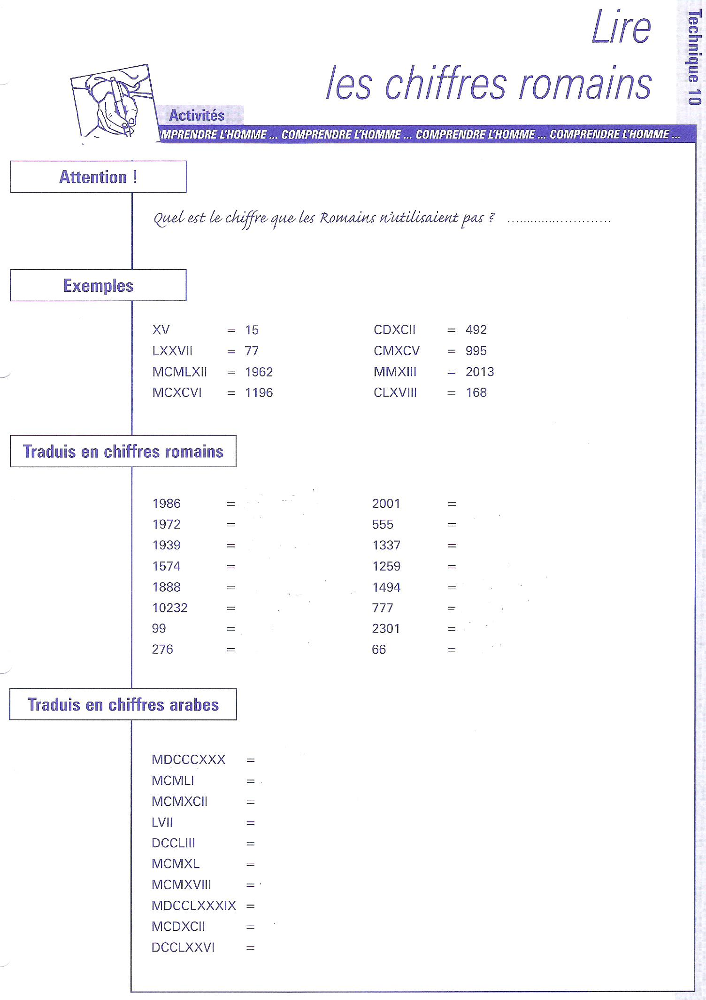 Lire
les chiffres romains
Technique 10
Activités
MPRENDRE L'HOMME ... COMPRENDRE L'HOMME ... COMPRENDRE L'HOMME ... COMPRENDRE L'HOMME ...
Attention !
Quel est le chiffre que les Romains n'utilisaient pas ? ..........................
Exemples
XV = 15 CDXCII = 492
LXXVII = 77 CMXCV = 995
MCMLXII = 1962 MMXIII = 2013
MCXCVI = 1196 CLXVIII = 168
Traduis en chiffres romains
1986 = 2001 =
1972 = 555 =
1939 = 1337 =
1574 = 1259 =
1888 = 1494 =
10232 = 777 =
99 = 2301 =
276 = 66 =
Traduis en chiffres arabes
MDCCCXXX =
MCMLI =
MCMXCII =
LVII =
DCCLIII =
MCMXL =
MCMXVIII =
MDCCLXXXIX =
MCDXCII =
DCCLXXVI =